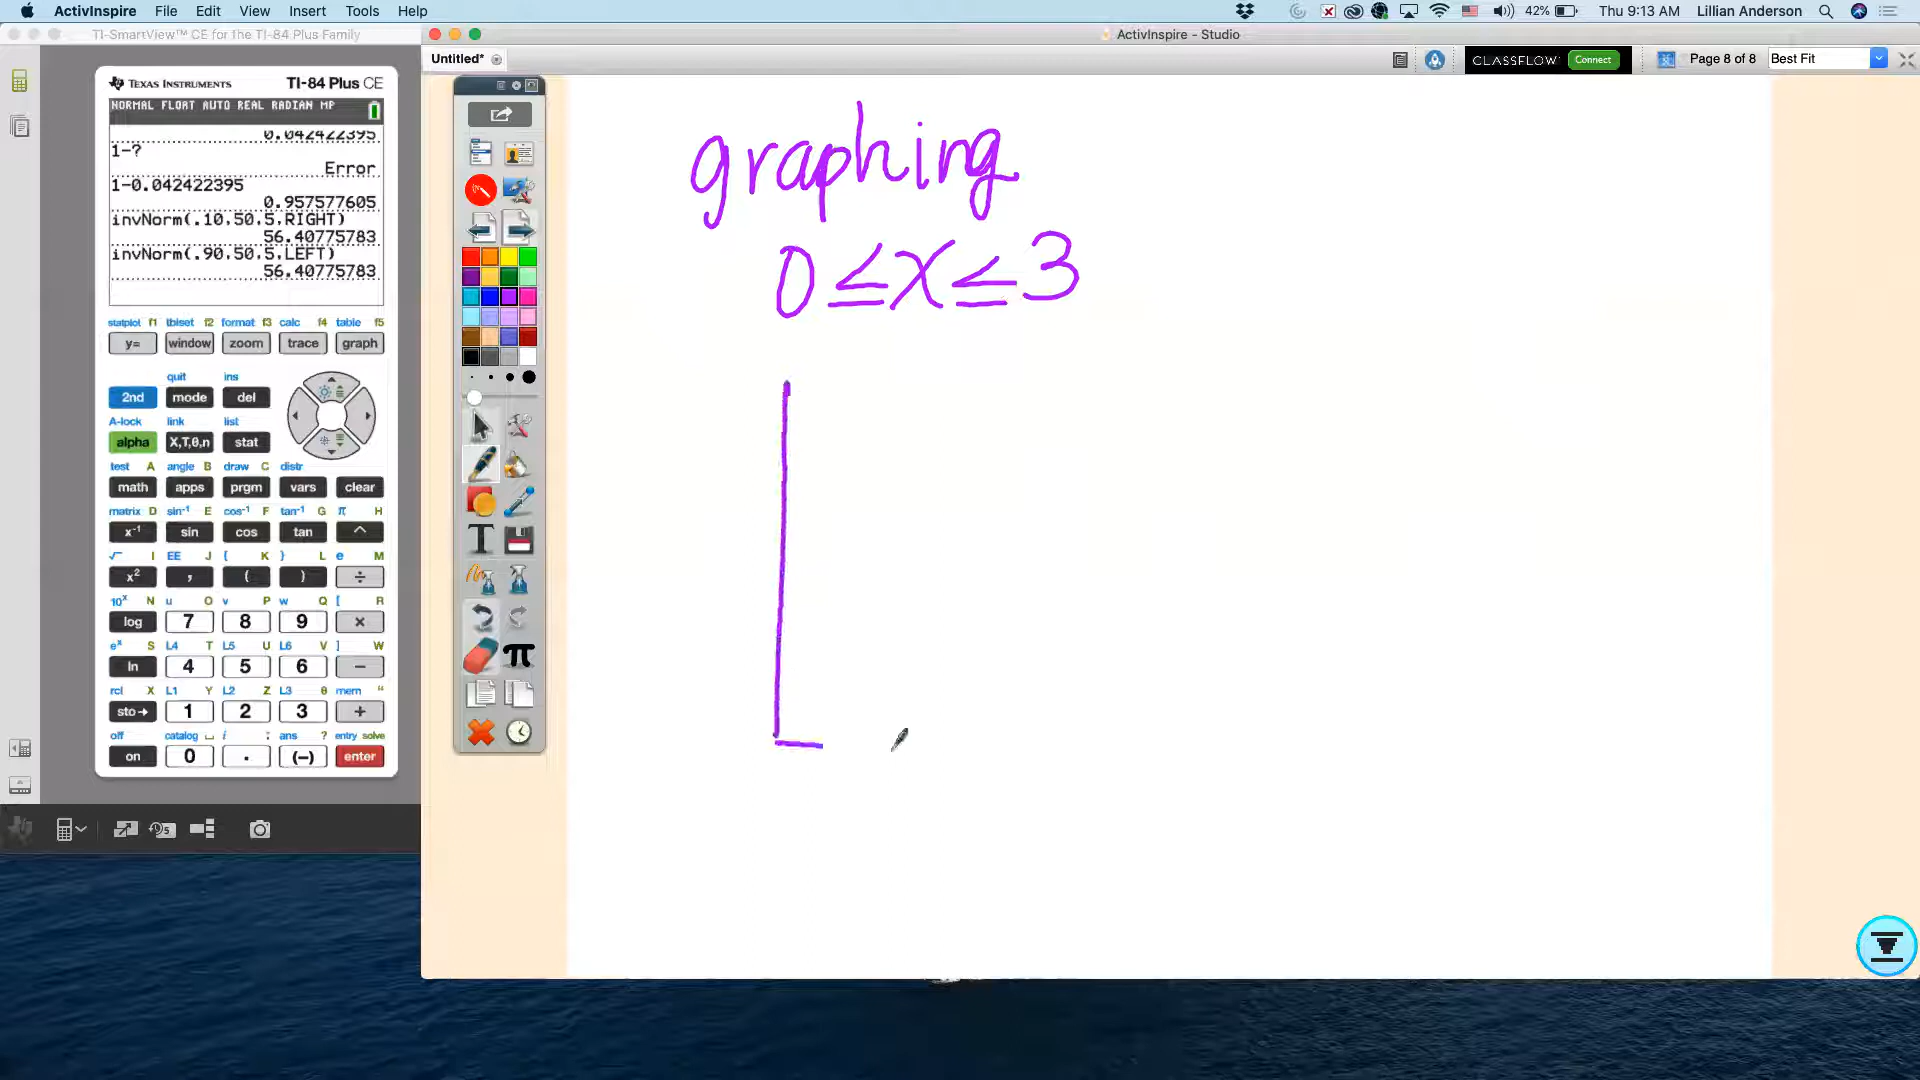 ActivInspire File Edit View Insert Tools Help
42% Thu 9:13 AM Lillian Anderson
TI-SmartView™ CE for the TI-84 Plus Family
ActivInspire - Studio
Untitled*
CLASSFLOW Connect
Page 8 of 8 Best Fit
TEXAS INSTRUMENTS TI-84 Plus CE
NORMAL FLOAT AUTO REAL RADIAN MP
0.042422395
1-?
Error
1-0.042422395
0.957577605
invNorm(.10,50,5,RIGHT)
56.40775783
invNorm(.90,50,5,LEFT)
56.40775783
statplot f1 tblset f2 format f3 calc f4 table f5
y= window zoom trace graph
quit ins
2nd mode del
A-lock link list
alpha X,T,θ,n stat
test A angle B draw C distr
math apps prgm vars clear
matrix D sin⁻¹ E cos⁻¹ F tan⁻¹ G π H
x⁻¹ sin cos tan ^
√ I EE J { K } L e M
x² , ( ) ÷
10ˣ N u O v P w Q [ R
log 7 8 9 ×
eˣ S L4 T L5 U L6 V ] W
ln 4 5 6 −
rcl X L1 Y L2 Z L3 θ mem "
sto→ 1 2 3 +
off catalog ⎵ i : ans ? entry solve
on 0 . (−) enter
T
π
5
graphing
0≤x≤3